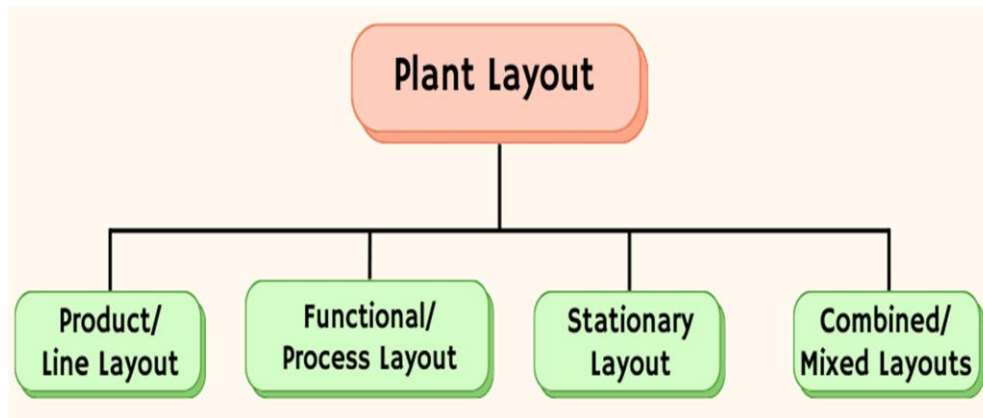 Plant Layout
Product/
Line Layout
Functional/
Process Layout
Stationary
Layout
Combined/
Mixed Layouts